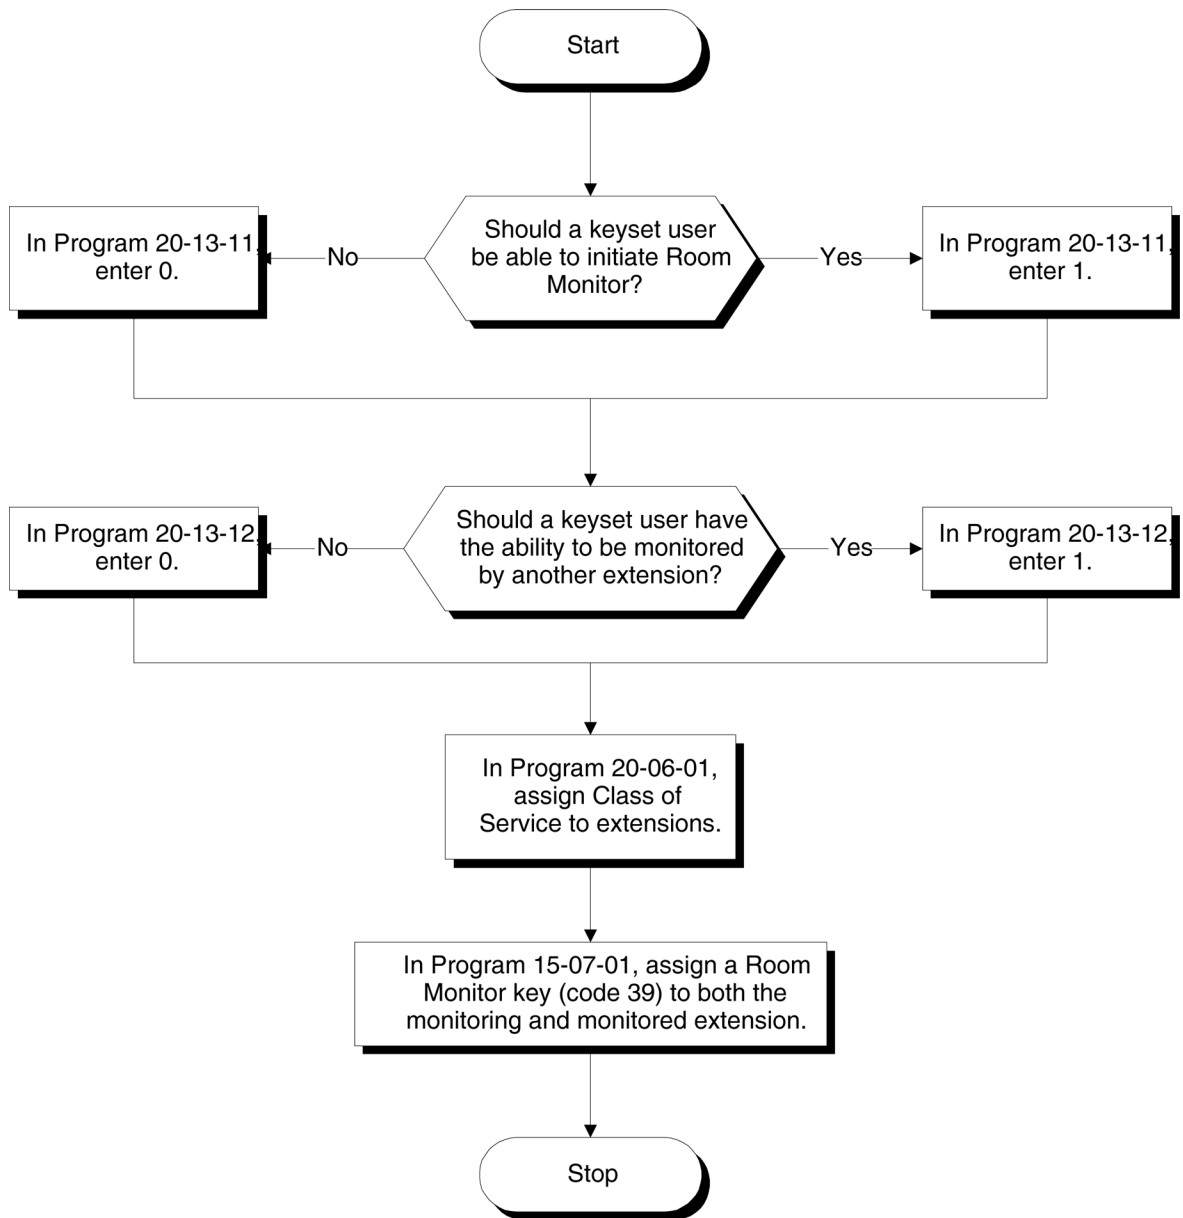 Start
Should a keyset user
be able to initiate Room
Monitor?
In Program 20-13-11,
enter 0.
No
Yes
In Program 20-13-11,
enter 1.
Should a keyset user have
the ability to be monitored
by another extension?
In Program 20-13-12,
enter 0.
No
Yes
In Program 20-13-12,
enter 1.
In Program 20-06-01,
assign Class of
Service to extensions.
In Program 15-07-01, assign a Room
Monitor key (code 39) to both the
monitoring and monitored extension.
Stop